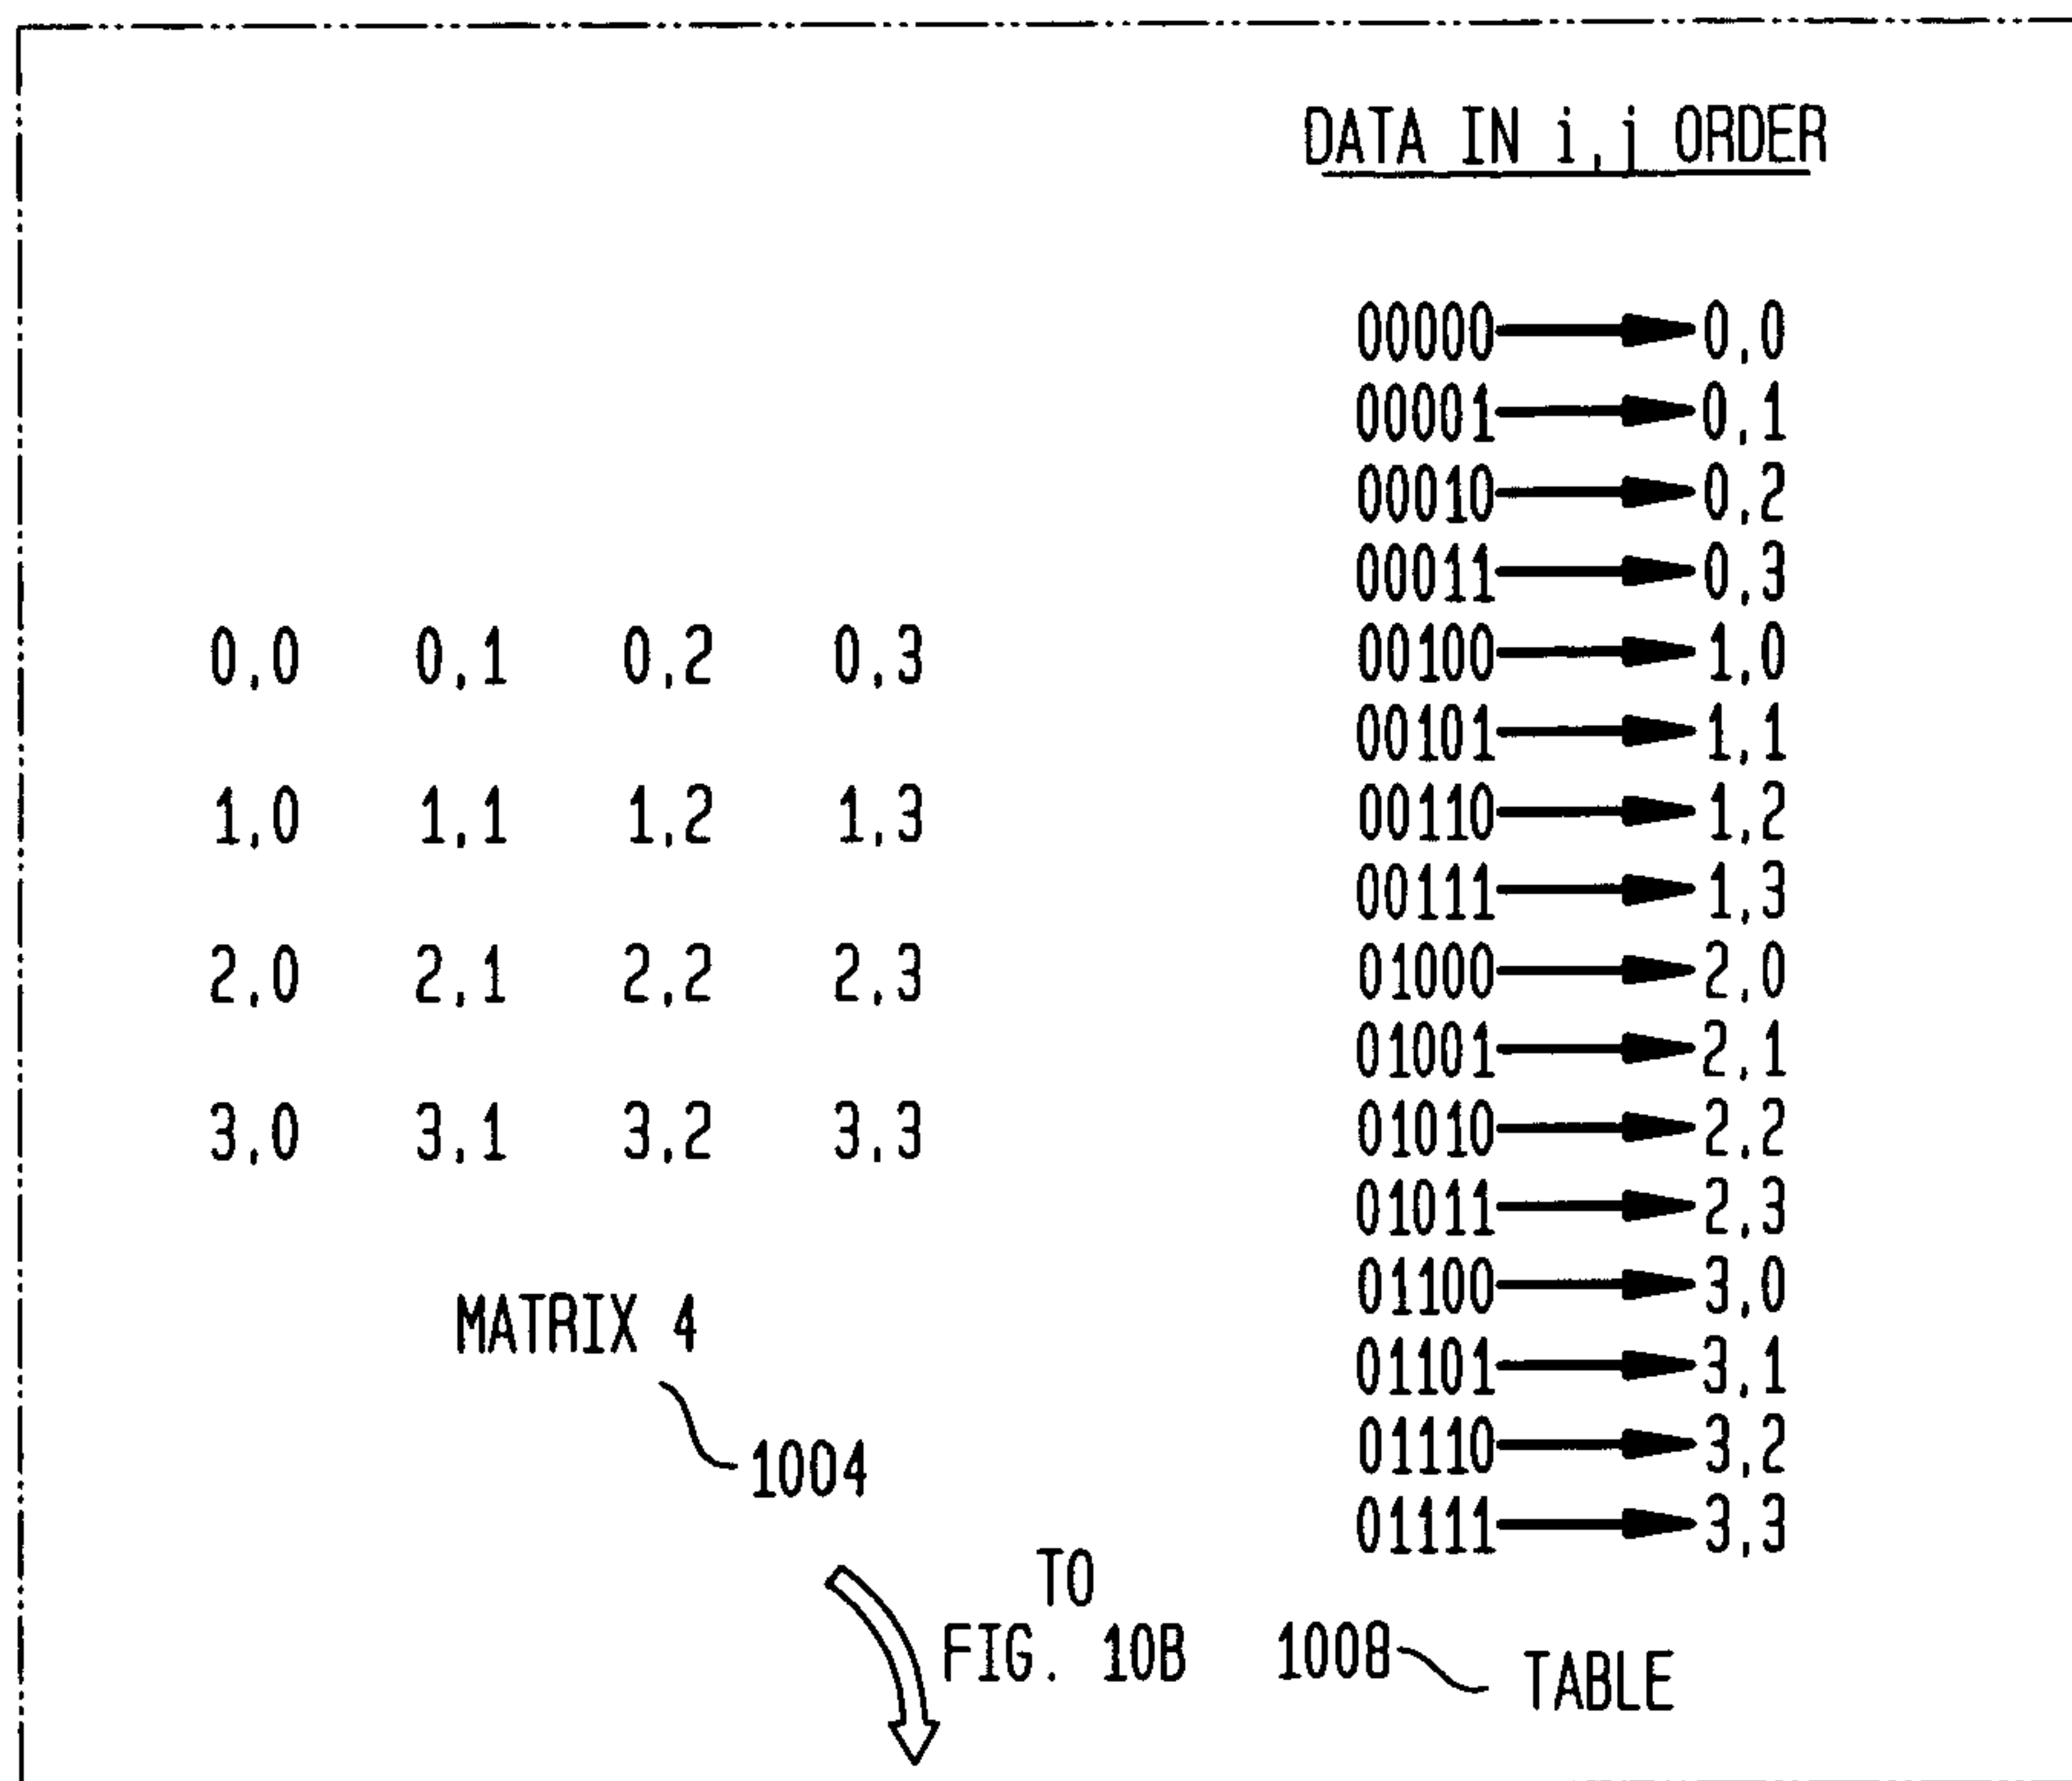 DATA IN i,j ORDER
00000 0,0
00001 0,1
00010 0,2
00011 0,3
00100 1,0
00101 1,1
00110 1,2
00111 1,3
01000 2,0
01001 2,1
01010 2,2
01011 2,3
01100 3,0
01101 3,1
01110 3,2
01111 3,3
1008 TABLE
0,0 0,1 0,2 0,3
1,0 1,1 1,2 1,3
2,0 2,1 2,2 2,3
3,0 3,1 3,2 3,3
MATRIX 4
1004
TO
FIG. 10B